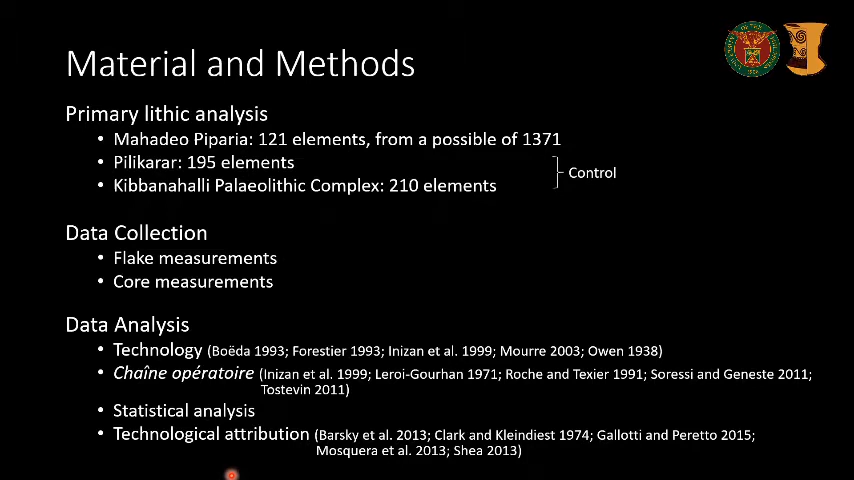 Material and Methods
Primary lithic analysis
• Mahadeo Piparia: 121 elements, from a possible of 1371
• Pilikarar: 195 elements
Control
• Kibbanahalli Palaeolithic Complex: 210 elements
Data Collection
• Flake measurements
• Core measurements
Data Analysis
• Technology (Boëda 1993; Forestier 1993; Inizan et al. 1999; Mourre 2003; Owen 1938)
• Chaîne opératoire (Inizan et al. 1999; Leroi-Gourhan 1971; Roche and Texier 1991; Soressi and Geneste 2011;
Tostevin 2011)
• Statistical analysis
• Technological attribution (Barsky et al. 2013; Clark and Kleindiest 1974; Gallotti and Peretto 2015;
Mosquera et al. 2013; Shea 2013)